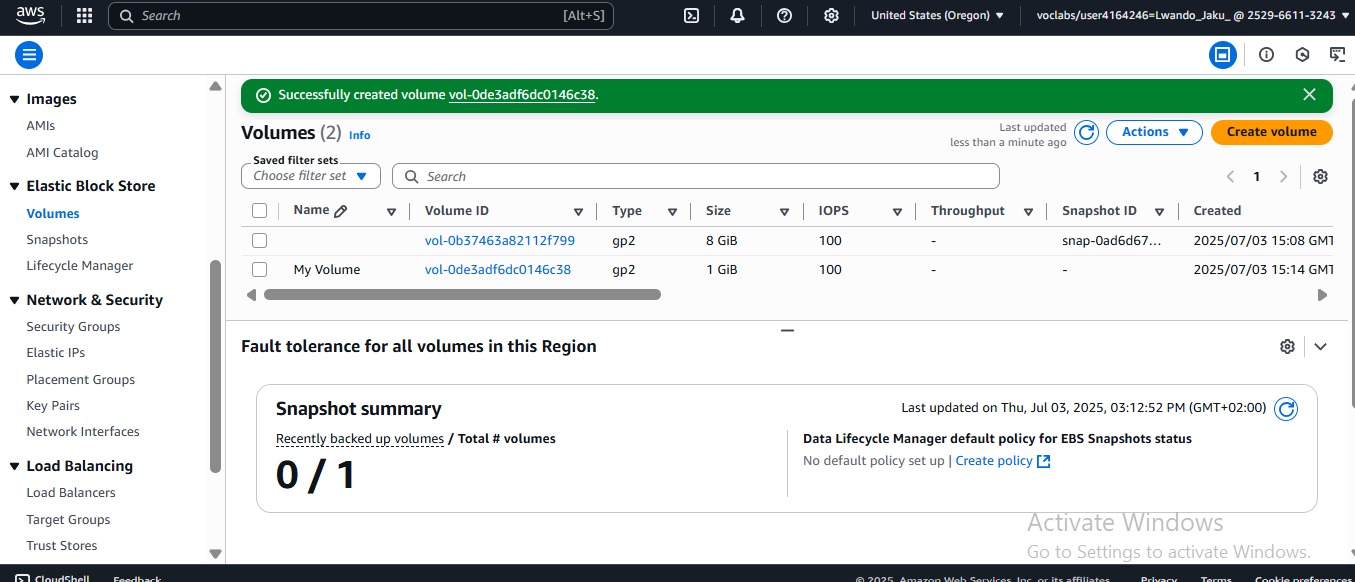 aws
Search [Alt+S] United States (Oregon) voclabs/user4164246=Lwando_Jaku_ @ 2529-6611-3243
Images
AMIs
AMI Catalog
Elastic Block Store
Volumes
Snapshots
Lifecycle Manager
Network & Security
Security Groups
Elastic IPs
Placement Groups
Key Pairs
Network Interfaces
Load Balancing
Load Balancers
Target Groups
Trust Stores
Successfully created volume vol-0de3adf6dc0146c38.
Volumes (2) Info
Last updated
less than a minute ago
Actions
Create volume
Saved filter sets
Choose filter set
Search
1
Name Volume ID Type Size IOPS Throughput Snapshot ID Created
vol-0b37463a82112f799 gp2 8 GiB 100 - snap-0ad6d67... 2025/07/03 15:08 GMT
My Volume vol-0de3adf6dc0146c38 gp2 1 GiB 100 - - 2025/07/03 15:14 GMT
Fault tolerance for all volumes in this Region
Snapshot summary
Last updated on Thu, Jul 03, 2025, 03:12:52 PM (GMT+02:00)
Recently backed up volumes / Total # volumes
0 / 1
Data Lifecycle Manager default policy for EBS Snapshots status
No default policy set up | Create policy
Activate Windows
Go to Settings to activate Windows.
CloudShell Feedback © 2025, Amazon Web Services, Inc. or its affiliates. Privacy Terms Cookie preferences